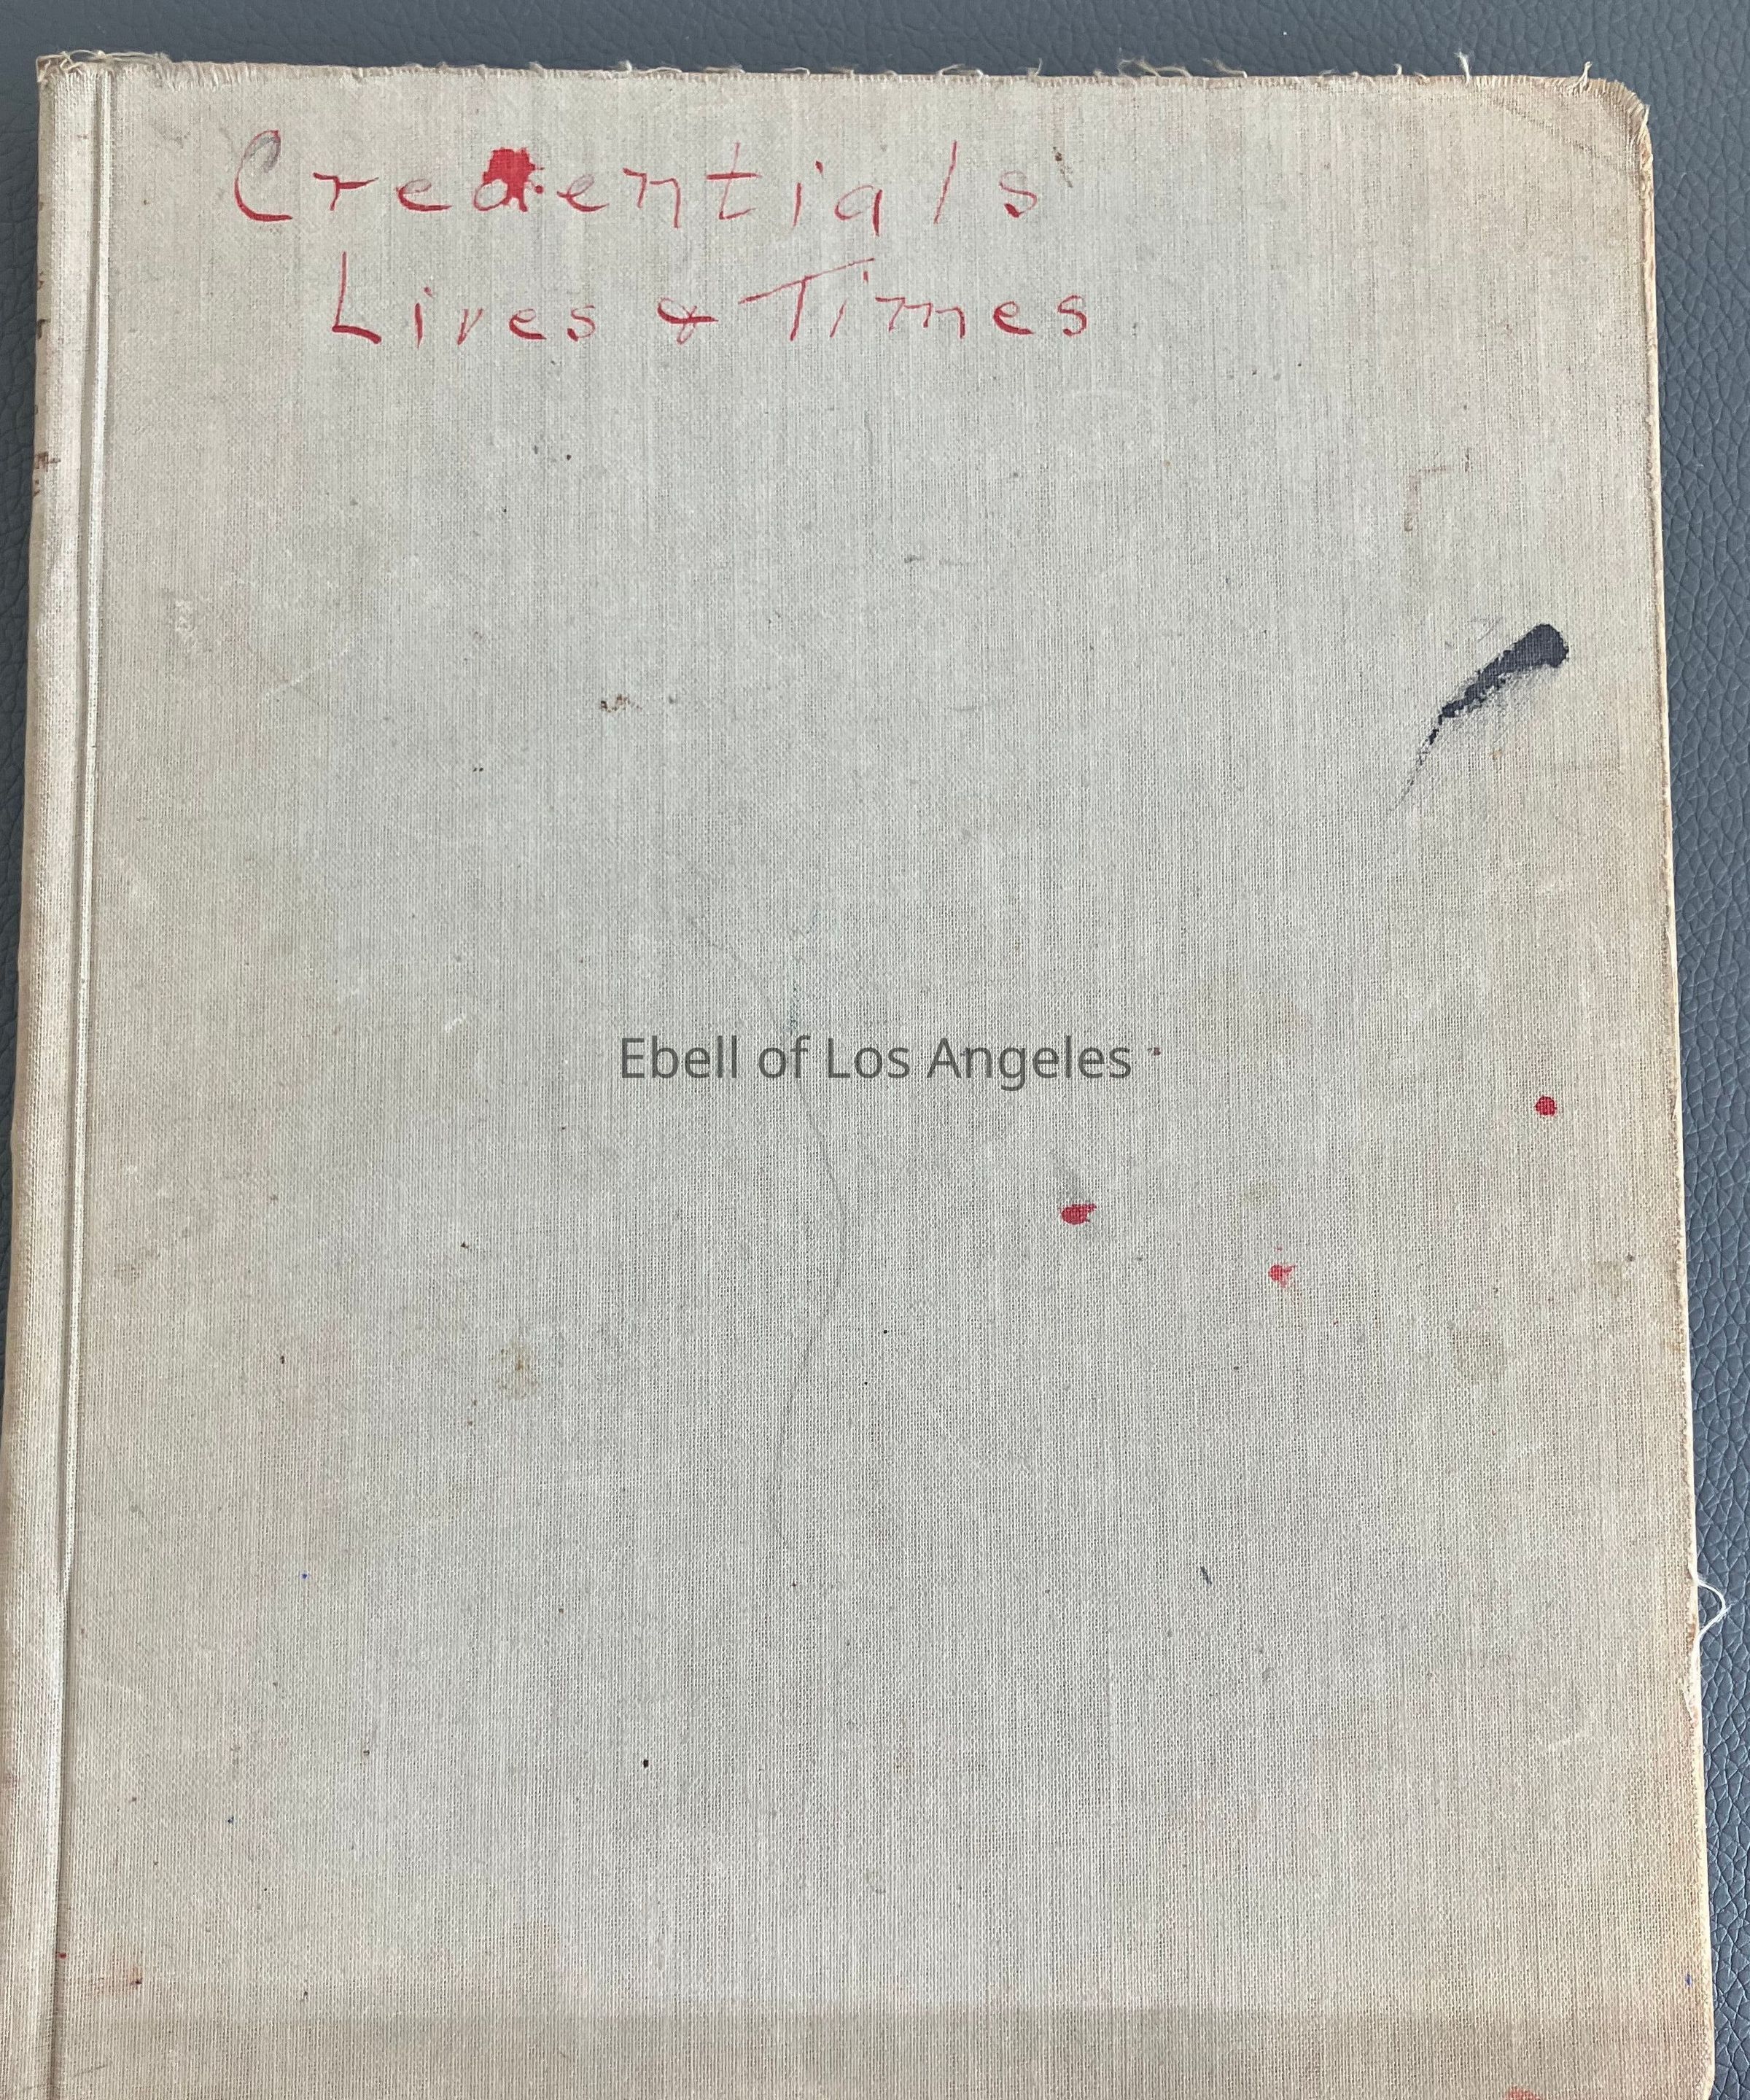 Credentials
Lives & Times
Ebell of Los Angeles